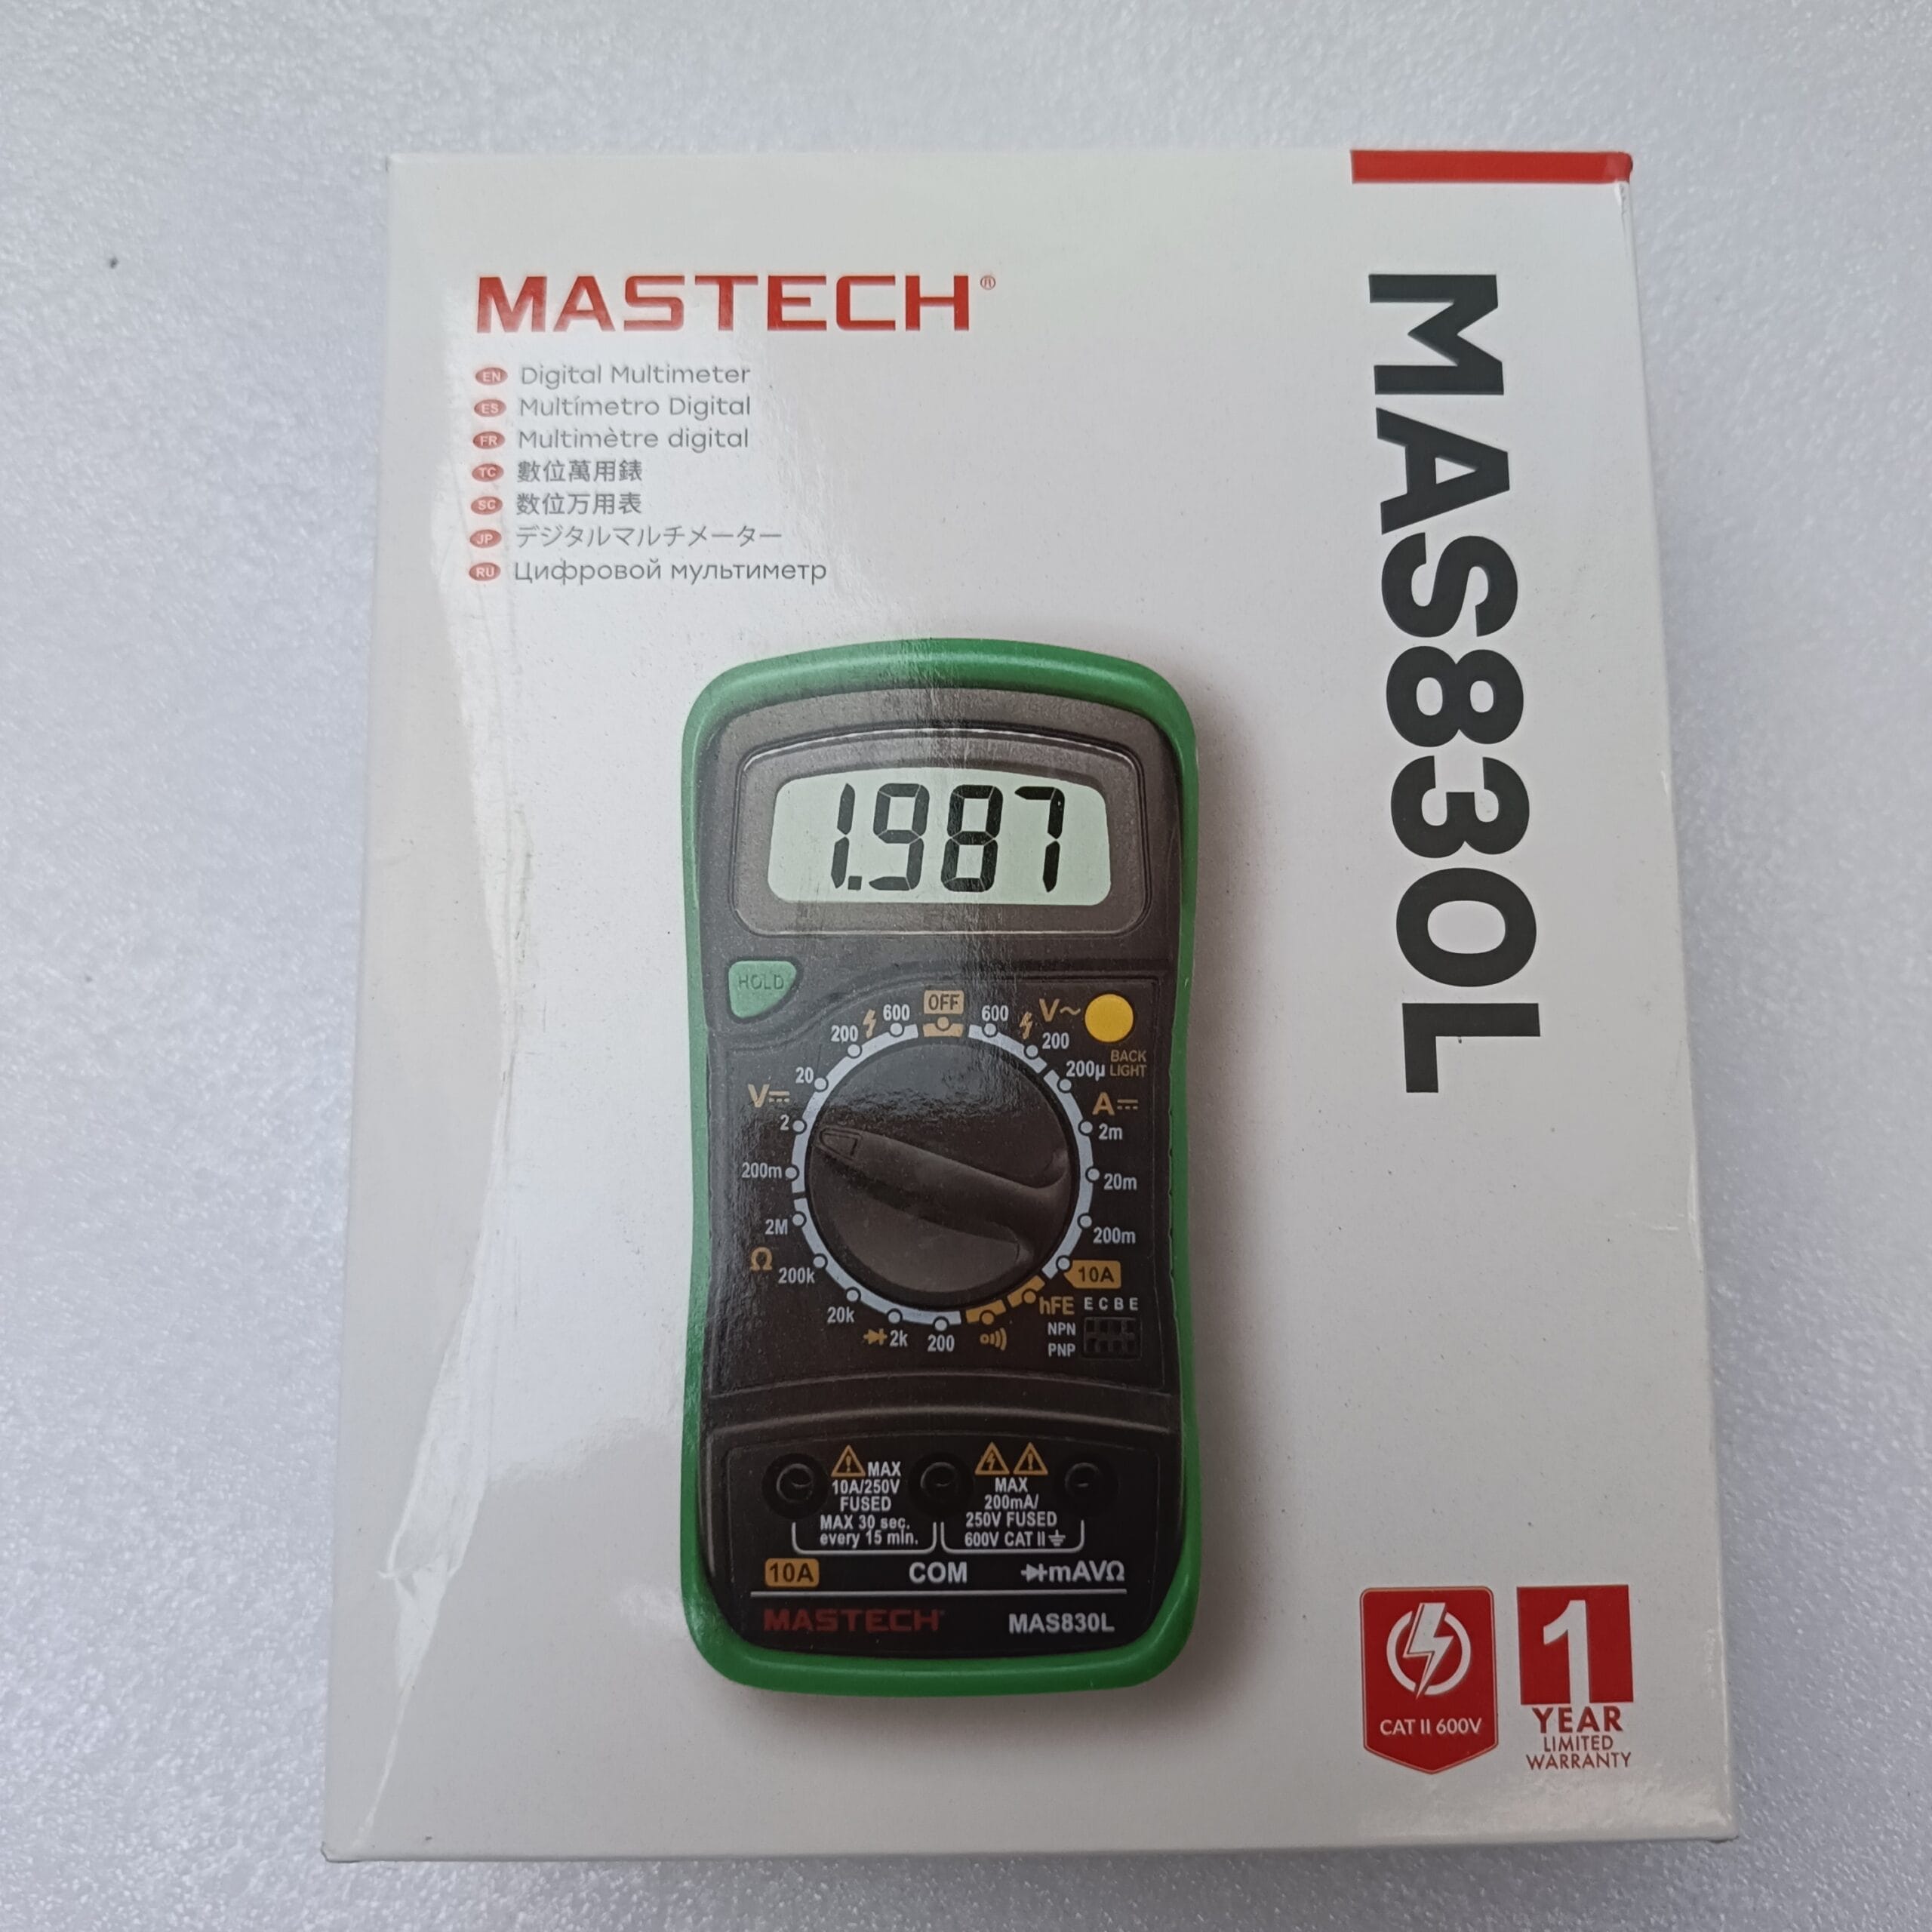 MASTECH®
EN Digital Multimeter
ES Multímetro Digital
FR Multimètre digital
TC 數位萬用錶
SC 数位万用表
JP デジタルマルチメーター
RU Цифровой мультиметр
MAS830L
1.987
HOLD
OFF
600
200
20
V
2
200m
2M
Ω
200k
20k
2k
200
600
V~
200
BACK
LIGHT
200µ
A
2m
20m
200m
10A
hFE
E C B E
NPN
PNP
MAX
10A/250V
FUSED
MAX 30 sec.
every 15 min.
MAX
200mA/
250V FUSED
600V CAT II
10A
COM
mAVΩ
MASTECH
MAS830L
CAT II 600V
1
YEAR
LIMITED
WARRANTY